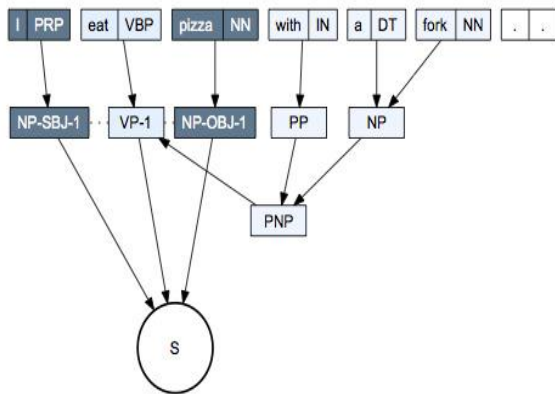 I PRP eat VBP pizza NN with IN a DT fork NN . .
NP-SBJ-1 VP-1 NP-OBJ-1 PP NP
PNP
S